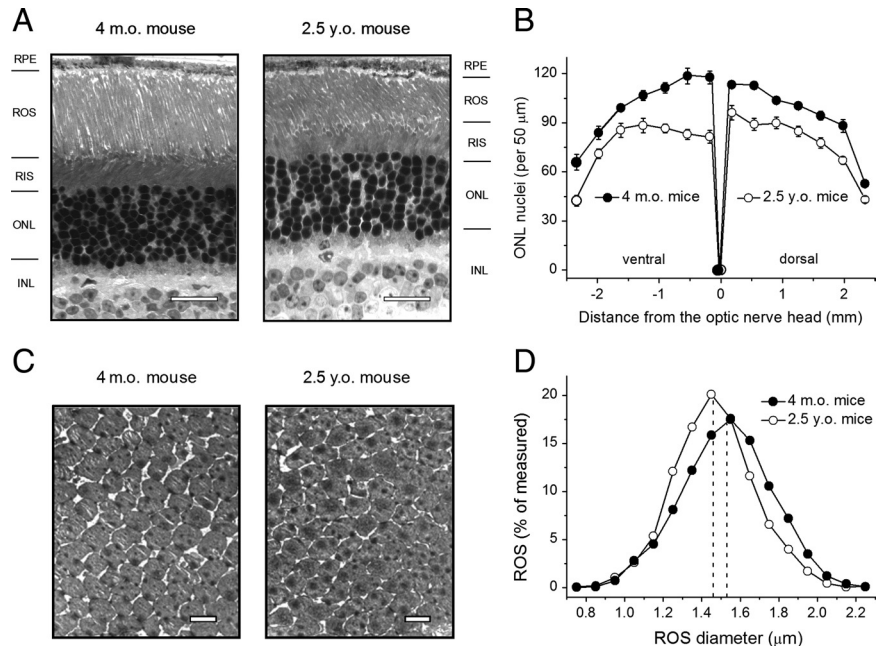 A
4 m.o. mouse
2.5 y.o. mouse
RPE
ROS
RIS
ONL
INL
RPE
ROS
RIS
ONL
INL
B
ONL nuclei (per 50 μm)
120
90
60
30
0
4 m.o. mice
2.5 y.o. mice
ventral
dorsal
-2
-1
0
1
2
Distance from the optic nerve head (mm)
C
4 m.o. mouse
2.5 y.o. mouse
D
ROS (% of measured)
20
15
10
5
0
4 m.o. mice
2.5 y.o. mice
0.8
1.0
1.2
1.4
1.6
1.8
2.0
2.2
ROS diameter (μm)